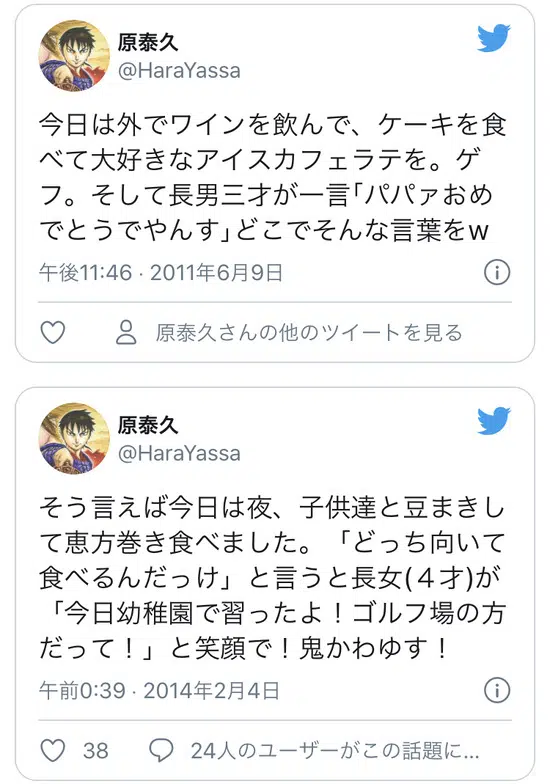 原泰久
@HaraYassa
今日は外でワインを飲んで、ケーキを食
べて大好きなアイスカフェラテを。ゲ
フ。そして長男三才が一言｢パパァおめ
でとうでやんす｣どこでそんな言葉をw
午後11:46 · 2011年6月9日
原泰久さんの他のツイートを見る
原泰久
@HaraYassa
そう言えば今日は夜、子供達と豆まきし
て恵方巻き食べました。「どっち向いて
食べるんだっけ」と言うと長女(４才)が
「今日幼稚園で習ったよ！ゴルフ場の方
だって！」と笑顔で！鬼かわゆす！
午前0:39 · 2014年2月4日
38
24人のユーザーがこの話題に...